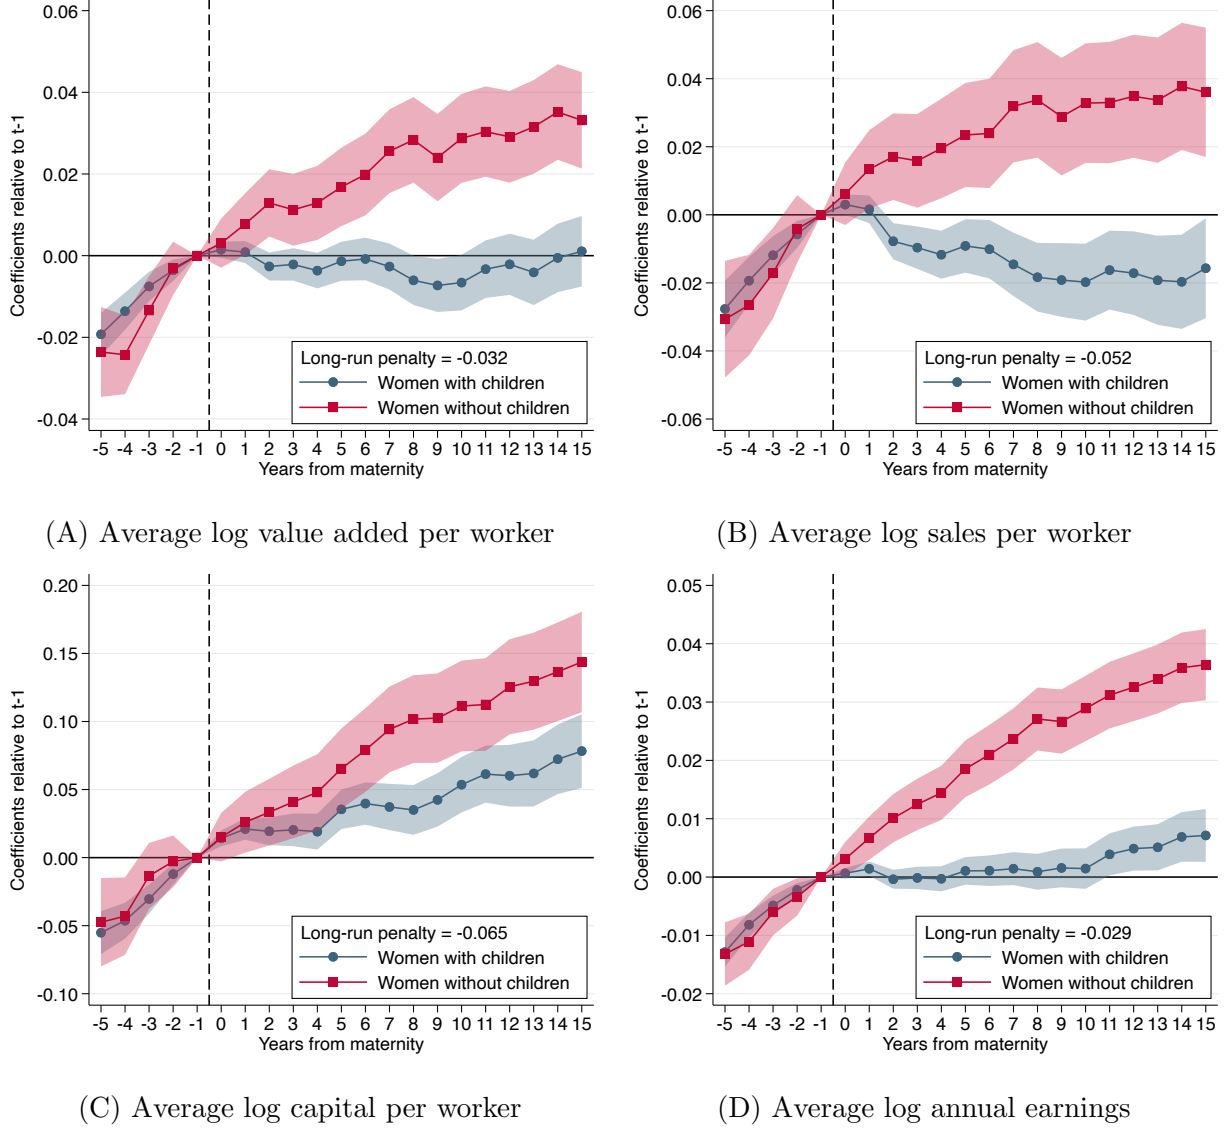 0.06
0.04
0.02
0.00
-0.02
-0.04
Coefficients relative to t-1
Long-run penalty = -0.032
Women with children
Women without children
-5 -4 -3 -2 -1 0 1 2 3 4 5 6 7 8 9 10 11 12 13 14 15
Years from maternity
(A) Average log value added per worker
0.06
0.04
0.02
0.00
-0.02
-0.04
-0.06
Coefficients relative to t-1
Long-run penalty = -0.052
Women with children
Women without children
-5 -4 -3 -2 -1 0 1 2 3 4 5 6 7 8 9 10 11 12 13 14 15
Years from maternity
(B) Average log sales per worker
0.20
0.15
0.10
0.05
0.00
-0.05
-0.10
Coefficients relative to t-1
Long-run penalty = -0.065
Women with children
Women without children
-5 -4 -3 -2 -1 0 1 2 3 4 5 6 7 8 9 10 11 12 13 14 15
Years from maternity
(C) Average log capital per worker
0.05
0.04
0.03
0.02
0.01
0.00
-0.01
-0.02
Coefficients relative to t-1
Long-run penalty = -0.029
Women with children
Women without children
-5 -4 -3 -2 -1 0 1 2 3 4 5 6 7 8 9 10 11 12 13 14 15
Years from maternity
(D) Average log annual earnings